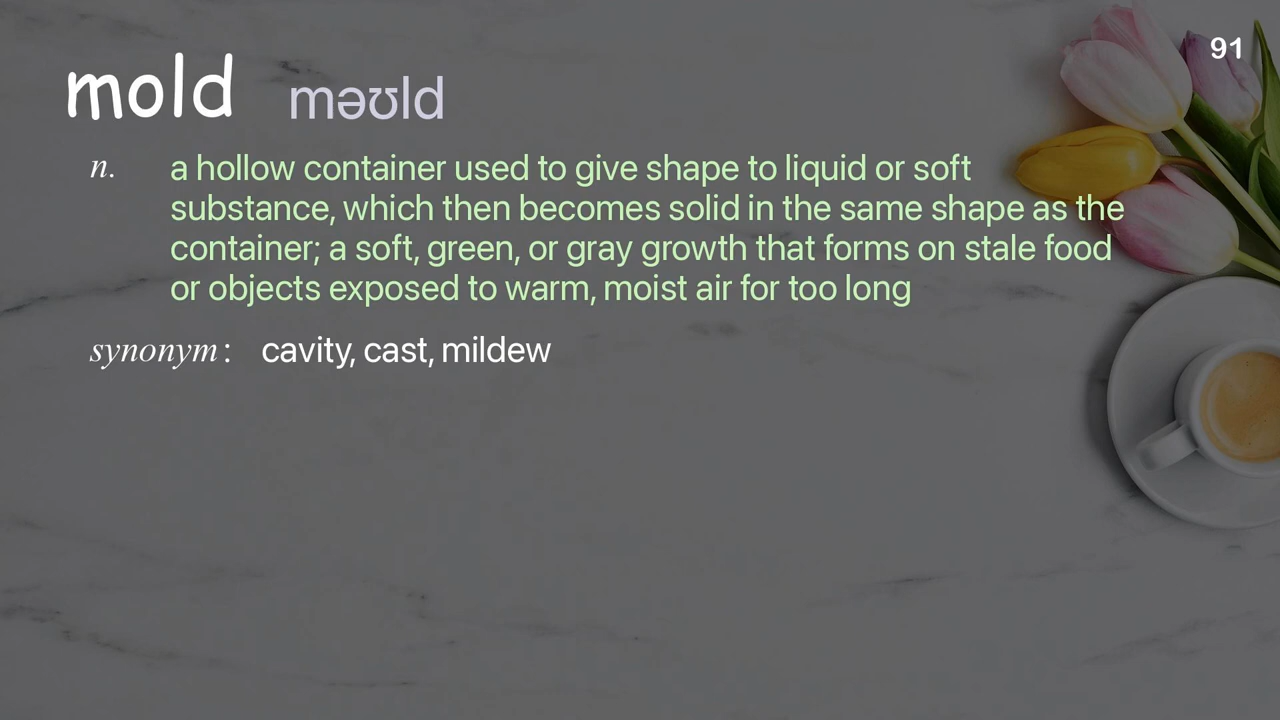 91
mold məʊld
n. a hollow container used to give shape to liquid or soft
substance, which then becomes solid in the same shape as the
container; a soft, green, or gray growth that forms on stale food
or objects exposed to warm, moist air for too long
synonym: cavity, cast, mildew